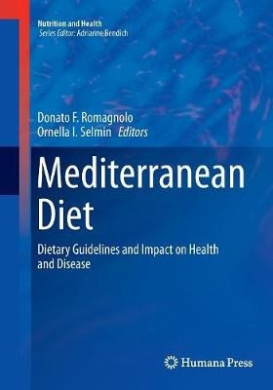 Nutrition and Health
Series Editor: Adrianne Bendich
Donato F. Romagnolo
Ornella I. Selmin Editors
Mediterranean
Diet
Dietary Guidelines and Impact on Health
and Disease
Humana Press